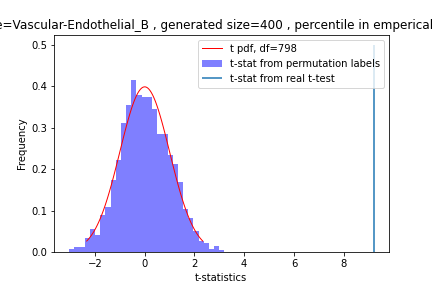 e=Vascular-Endothelial_B , generated size=400 , percentile in emperical
0.5
0.4
0.3
0.2
0.1
0.0
Frequency
t pdf, df=798
t-stat from permutation labels
t-stat from real t-test
−2 0 2 4 6 8
t-statistics